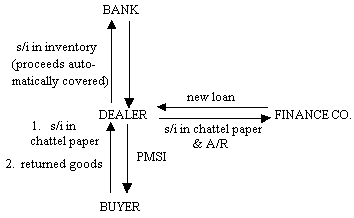 BANK
s/i in inventory
(proceeds auto-
matically covered)
new loan
DEALER
FINANCE CO.
1. s/i in
chattel paper
s/i in chattel paper
& A/R
2. returned goods
PMSI
BUYER